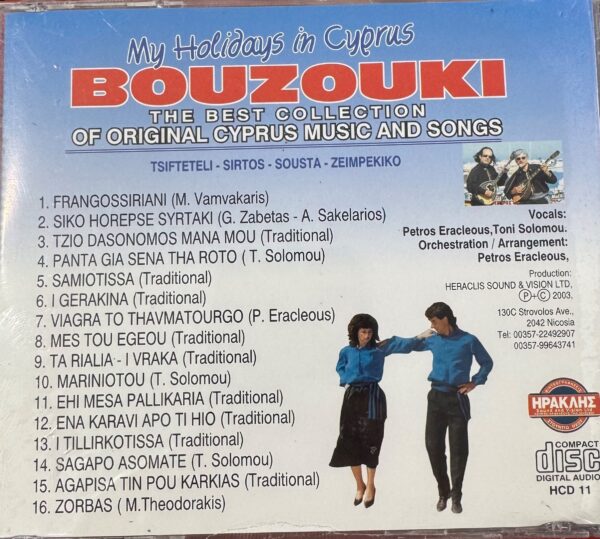 My Holidays in Cyprus
BOUZOUKI
THE BEST COLLECTION
OF ORIGINAL CYPRUS MUSIC AND SONGS
TSIFTETELI - SIRTOS - SOUSTA - ZEIMPEKIKO
1. FRANGOSSIRIANI (M. Vamvakaris)
2. SIKO HOREPSE SYRTAKI (G. Zabetas - A. Sakelarios)
3. TZIO DASONOMOS MANA MOU (Traditional)
4. PANTA GIA SENA THA ROTO ( T. Solomou)
5. SAMIOTISSA (Traditional)
6. I GERAKINA (Traditional)
7. VIAGRA TO THAVMATOURGO (P. Eracleous)
8. MES TOU EGEOU (Traditional)
9. TA RIALIA - I VRAKA (Traditional)
10. MARINIOTOU (T. Solomou)
11. EHI MESA PALLIKARIA (Traditional)
12. ENA KARAVI APO TI HIO (Traditional)
13. I TILLIRKOTISSA (Traditional)
14. SAGAPO ASOMATE (T. Solomou)
15. AGAPISA TIN POU KARKIAS (Traditional)
16. ZORBAS ( M.Theodorakis)
Vocals:
Petros Eracleous,Toni Solomou.
Orchestration / Arrangement:
Petros Eracleous,
Production:
HERACLIS SOUND & VISION LTD,
P+C 2003.
130C Strovolos Ave.,
2042 Nicosia
Tel: 00357-22492907
00357-99643741
ΗΡΑΚΛΗΣ
Sound and Vision Ltd
COMPACT
disc
DIGITAL AUDIO
HCD 11